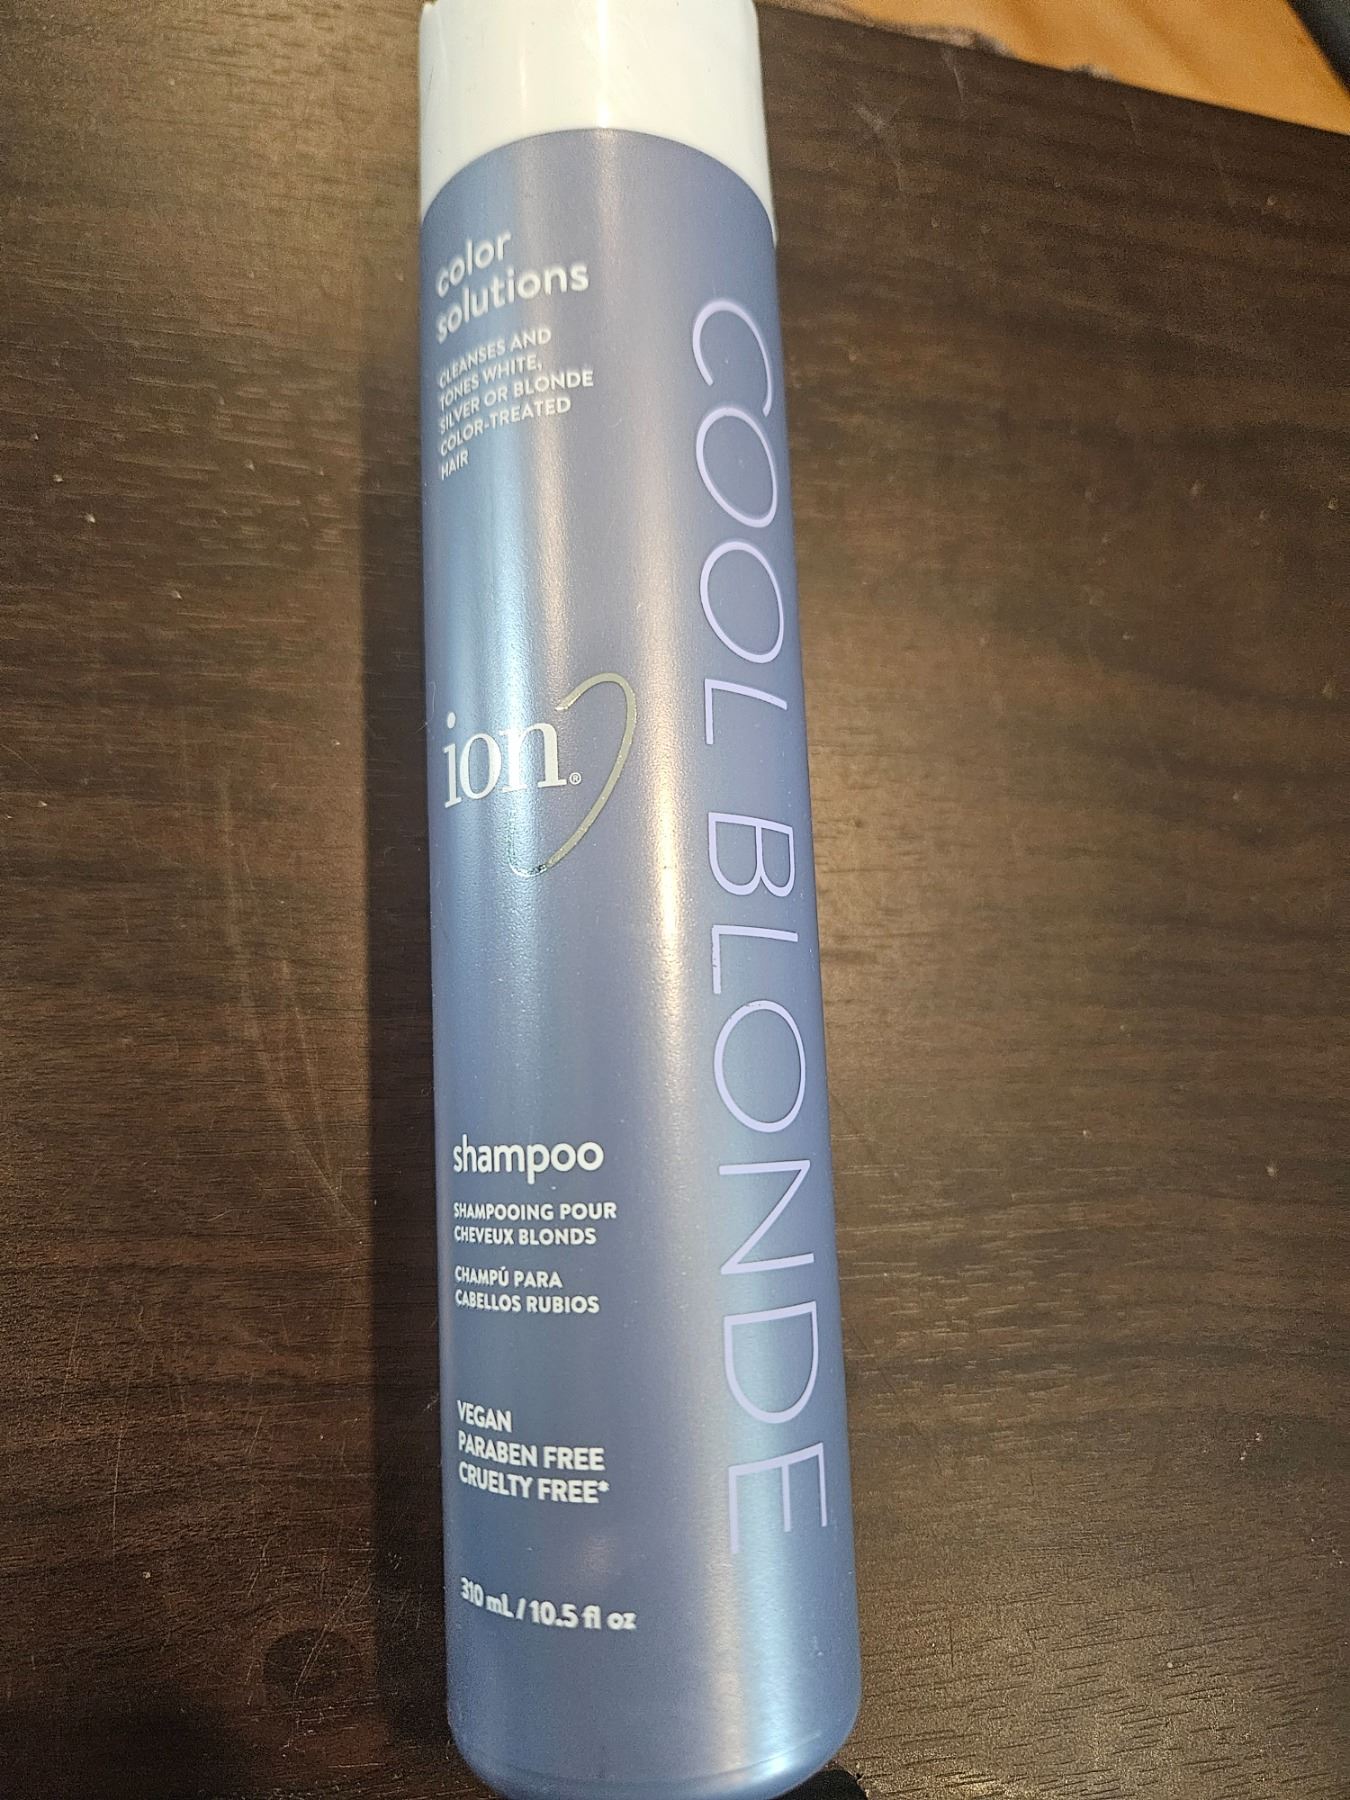 color
solutions
CLEANSES AND
TONES WHITE,
SILVER OR BLONDE
COLOR-TREATED
HAIR
COOL BLONDE
ion®
shampoo
SHAMPOOING POUR
CHEVEUX BLONDS
CHAMPÚ PARA
CABELLOS RUBIOS
VEGAN
PARABEN FREE
CRUELTY FREE*
310 mL / 10.5 fl oz